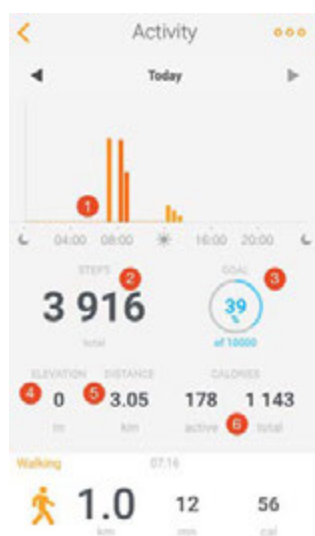 Activity
Today
1
04:00 08:00 16:00 20:00
STEPS 2 GOAL 3
3 916 39 %
total of 10000
ELEVATION DISTANCE CALORIES
4 0 5 3.05 178 1 143
m km active 6 total
Walking 07:16
1.0 12 56
km mn cal